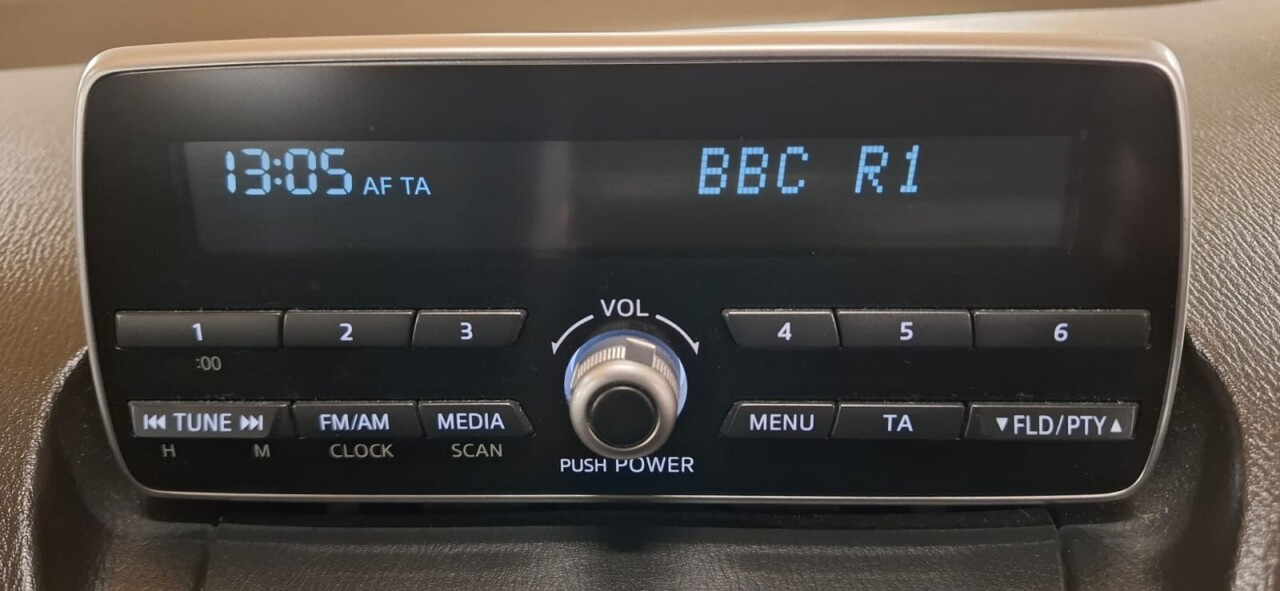 13:05 AF TA BBC R1
VOL
1 2 3 4 5 6
:00
⏮ TUNE ⏭ FM/AM MEDIA MENU TA ▼FLD/PTY▲
H M CLOCK SCAN
PUSH POWER